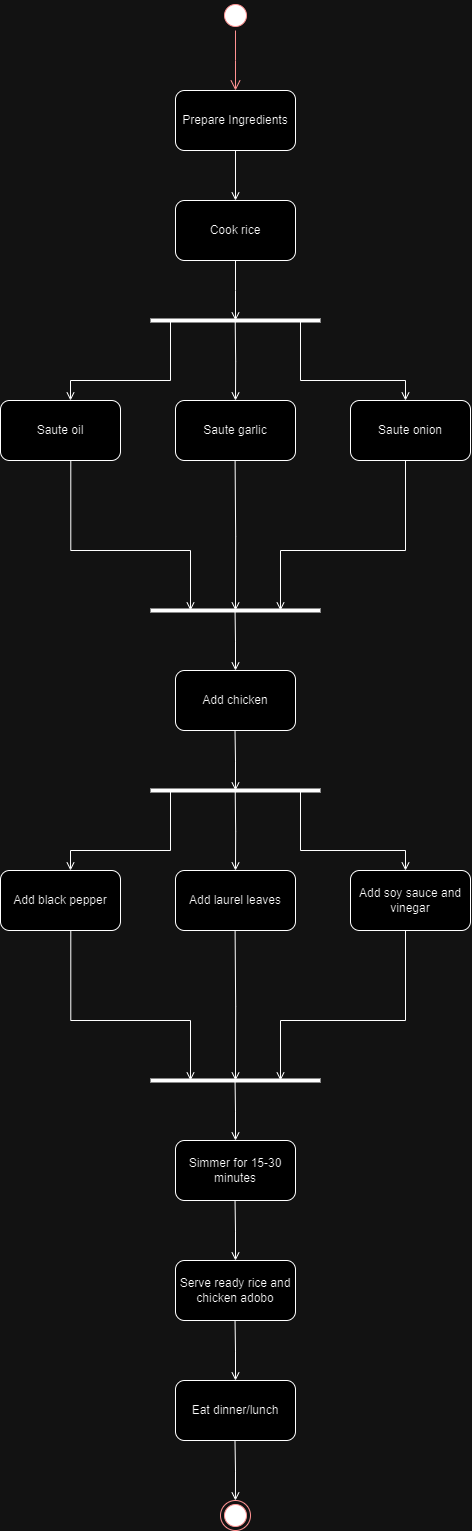 Prepare Ingredients
Cook rice
Saute oil
Saute garlic
Saute onion
Add chicken
Add black pepper
Add laurel leaves
Add soy sauce and
vinegar
Simmer for 15-30
minutes
Serve ready rice and
chicken adobo
Eat dinner/lunch